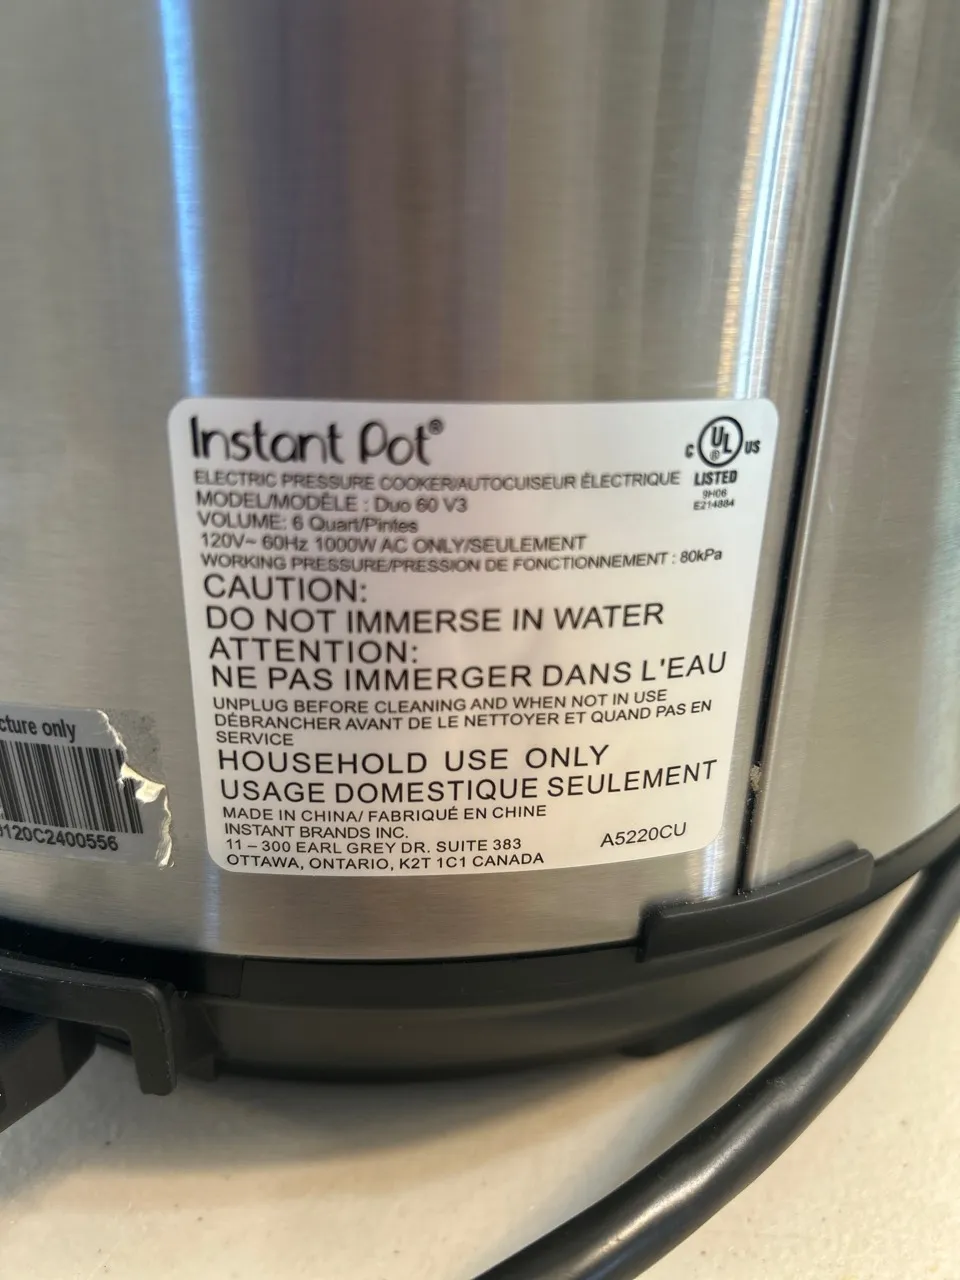 Instant Pot®
C UL ® US
LISTED
9H06
E214884
ELECTRIC PRESSURE COOKER/AUTOCUISEUR ÉLECTRIQUE
MODEL/MODÈLE : Duo 60 V3
VOLUME: 6 Quart/Pintes
120V~ 60Hz 1000W AC ONLY/SEULEMENT
WORKING PRESSURE/PRESSION DE FONCTIONNEMENT : 80kPa
CAUTION:
DO NOT IMMERSE IN WATER
ATTENTION:
NE PAS IMMERGER DANS L'EAU
UNPLUG BEFORE CLEANING AND WHEN NOT IN USE
DÉBRANCHER AVANT DE LE NETTOYER ET QUAND PAS EN
SERVICE
HOUSEHOLD USE ONLY
USAGE DOMESTIQUE SEULEMENT
MADE IN CHINA/ FABRIQUÉ EN CHINE
INSTANT BRANDS INC.
11 – 300 EARL GREY DR. SUITE 383
OTTAWA, ONTARIO, K2T 1C1 CANADA
A5220CU
cture only
120C2400556